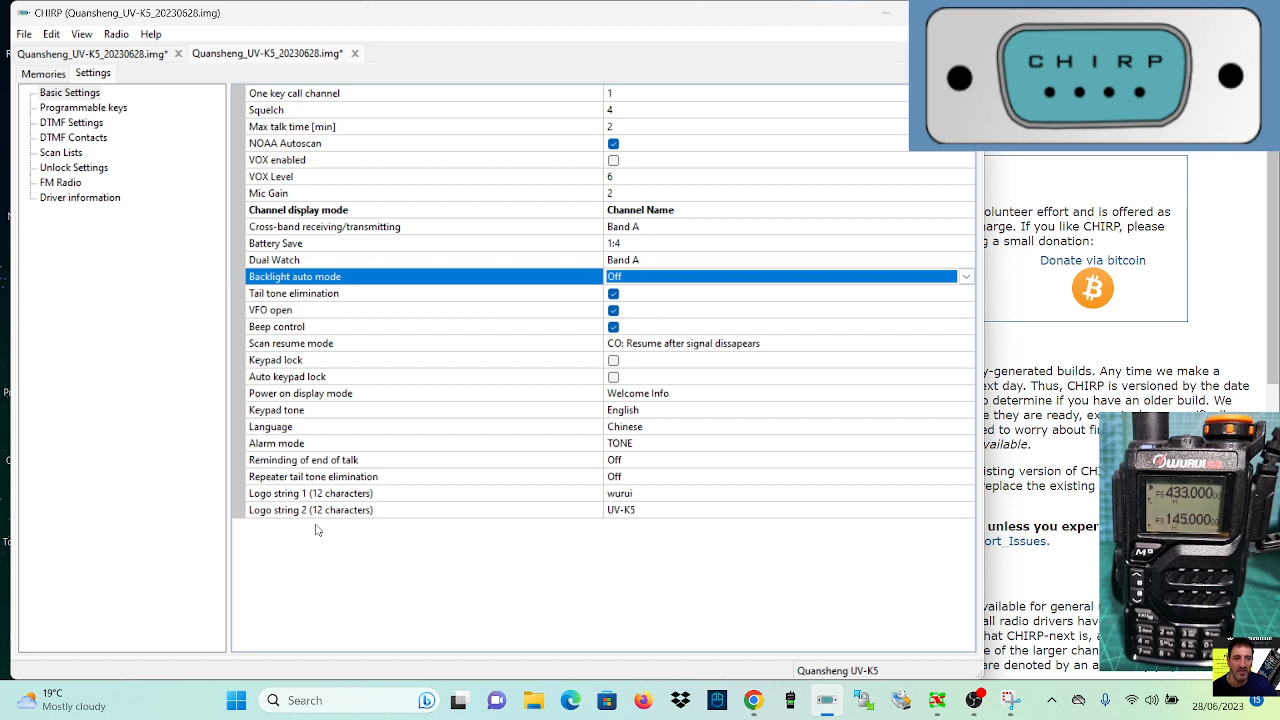 CHIRP (Quansheng_UV-K5_20230628.img)
File Edit View Radio Help
Quansheng_UV-K5_20230628.img*
Quansheng_UV-K5_20230628.img*
Memories
Settings
Basic Settings
Programmable keys
DTMF Settings
DTMF Contacts
Scan Lists
Unlock Settings
FM Radio
Driver information
One key call channel 1
Squelch 4
Max talk time [min] 2
NOAA Autoscan
VOX enabled
VOX Level 6
Mic Gain 2
Channel display mode Channel Name
Cross-band receiving/transmitting Band A
Battery Save 1:4
Dual Watch Band A
Backlight auto mode Off
Tail tone elimination
VFO open
Beep control
Scan resume mode CO: Resume after signal dissapears
Keypad lock
Auto keypad lock
Power on display mode Welcome Info
Keypad tone English
Language Chinese
Alarm mode TONE
Reminding of end of talk Off
Repeater tail tone elimination Off
Logo string 1 (12 characters) wurui
Logo string 2 (12 characters) UV-K5
Quansheng UV-K5
CHIRP
olunteer effort and is offered as
harge. If you like CHIRP, please
g a small donation:
Donate via bitcoin
y-generated builds. Any time we make a
ext day. Thus, CHIRP is versioned by the date
o determine if you have an older build. We
e they are ready, ex
ed to worry about fi
vailable.
xisting version of CH
replace the existing
unless you exper
ort_Issues.
vailable for general
all radio drivers hav
hat CHIRP-next is, a
e of the larger chan
are denoted by an a
WURUI
433.000
H
145.000
H
19°C
Mostly cloudy
Search
28/06/2023
15